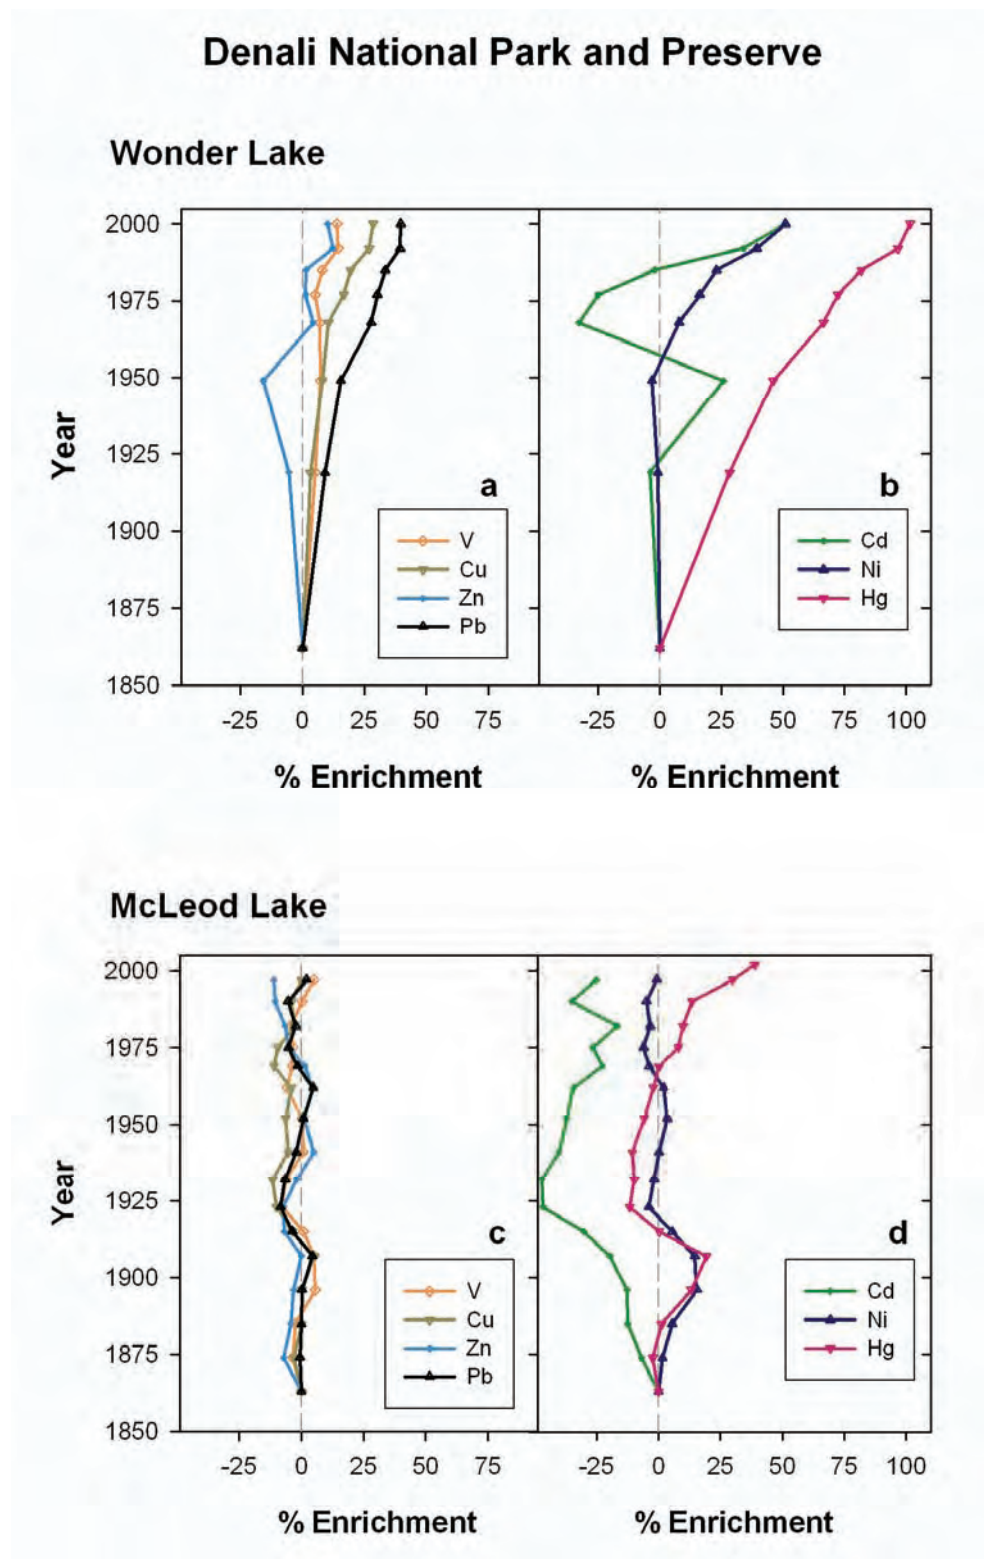 Denali National Park and Preserve
Wonder Lake
2000
1975
1950
1925
1900
1875
1850
Year
a
V
Cu
Zn
Pb
b
Cd
Ni
Hg
-25 0 25 50 75
-25 0 25 50 75 100
% Enrichment
% Enrichment
McLeod Lake
2000
1975
1950
1925
1900
1875
1850
Year
c
V
Cu
Zn
Pb
d
Cd
Ni
Hg
-25 0 25 50 75
-25 0 25 50 75 100
% Enrichment
% Enrichment